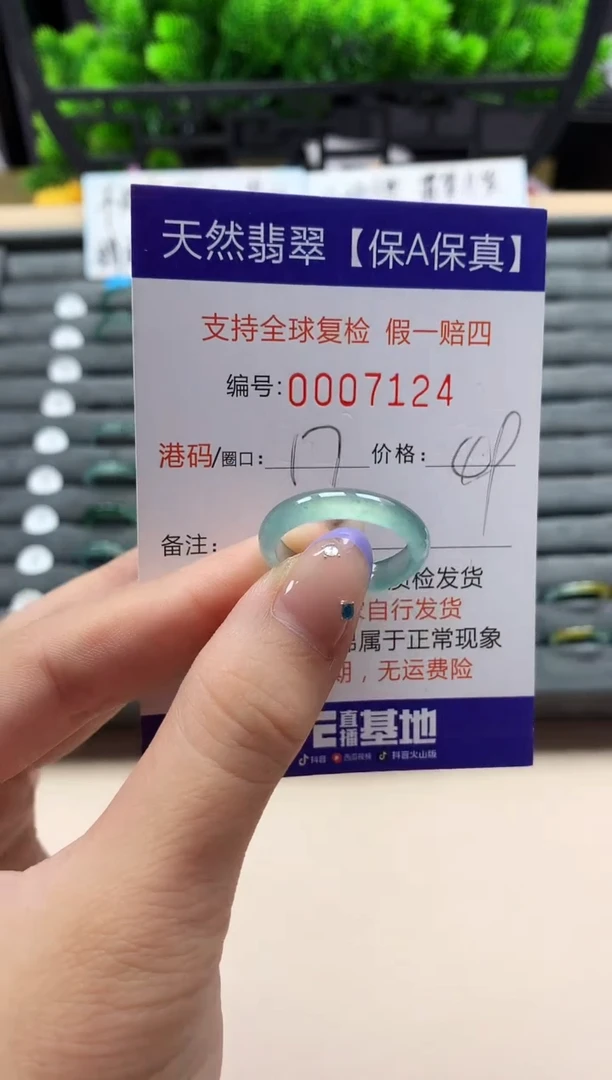 天然翡翠【保A保真】
支持全球复检 假一赔四
编号:0007124
港码/圈口: 17 价格:
备注:
质检发货
自行发货
属于正常现象
期，无运费险
E直播基地
抖音 西瓜视频 抖音火山版